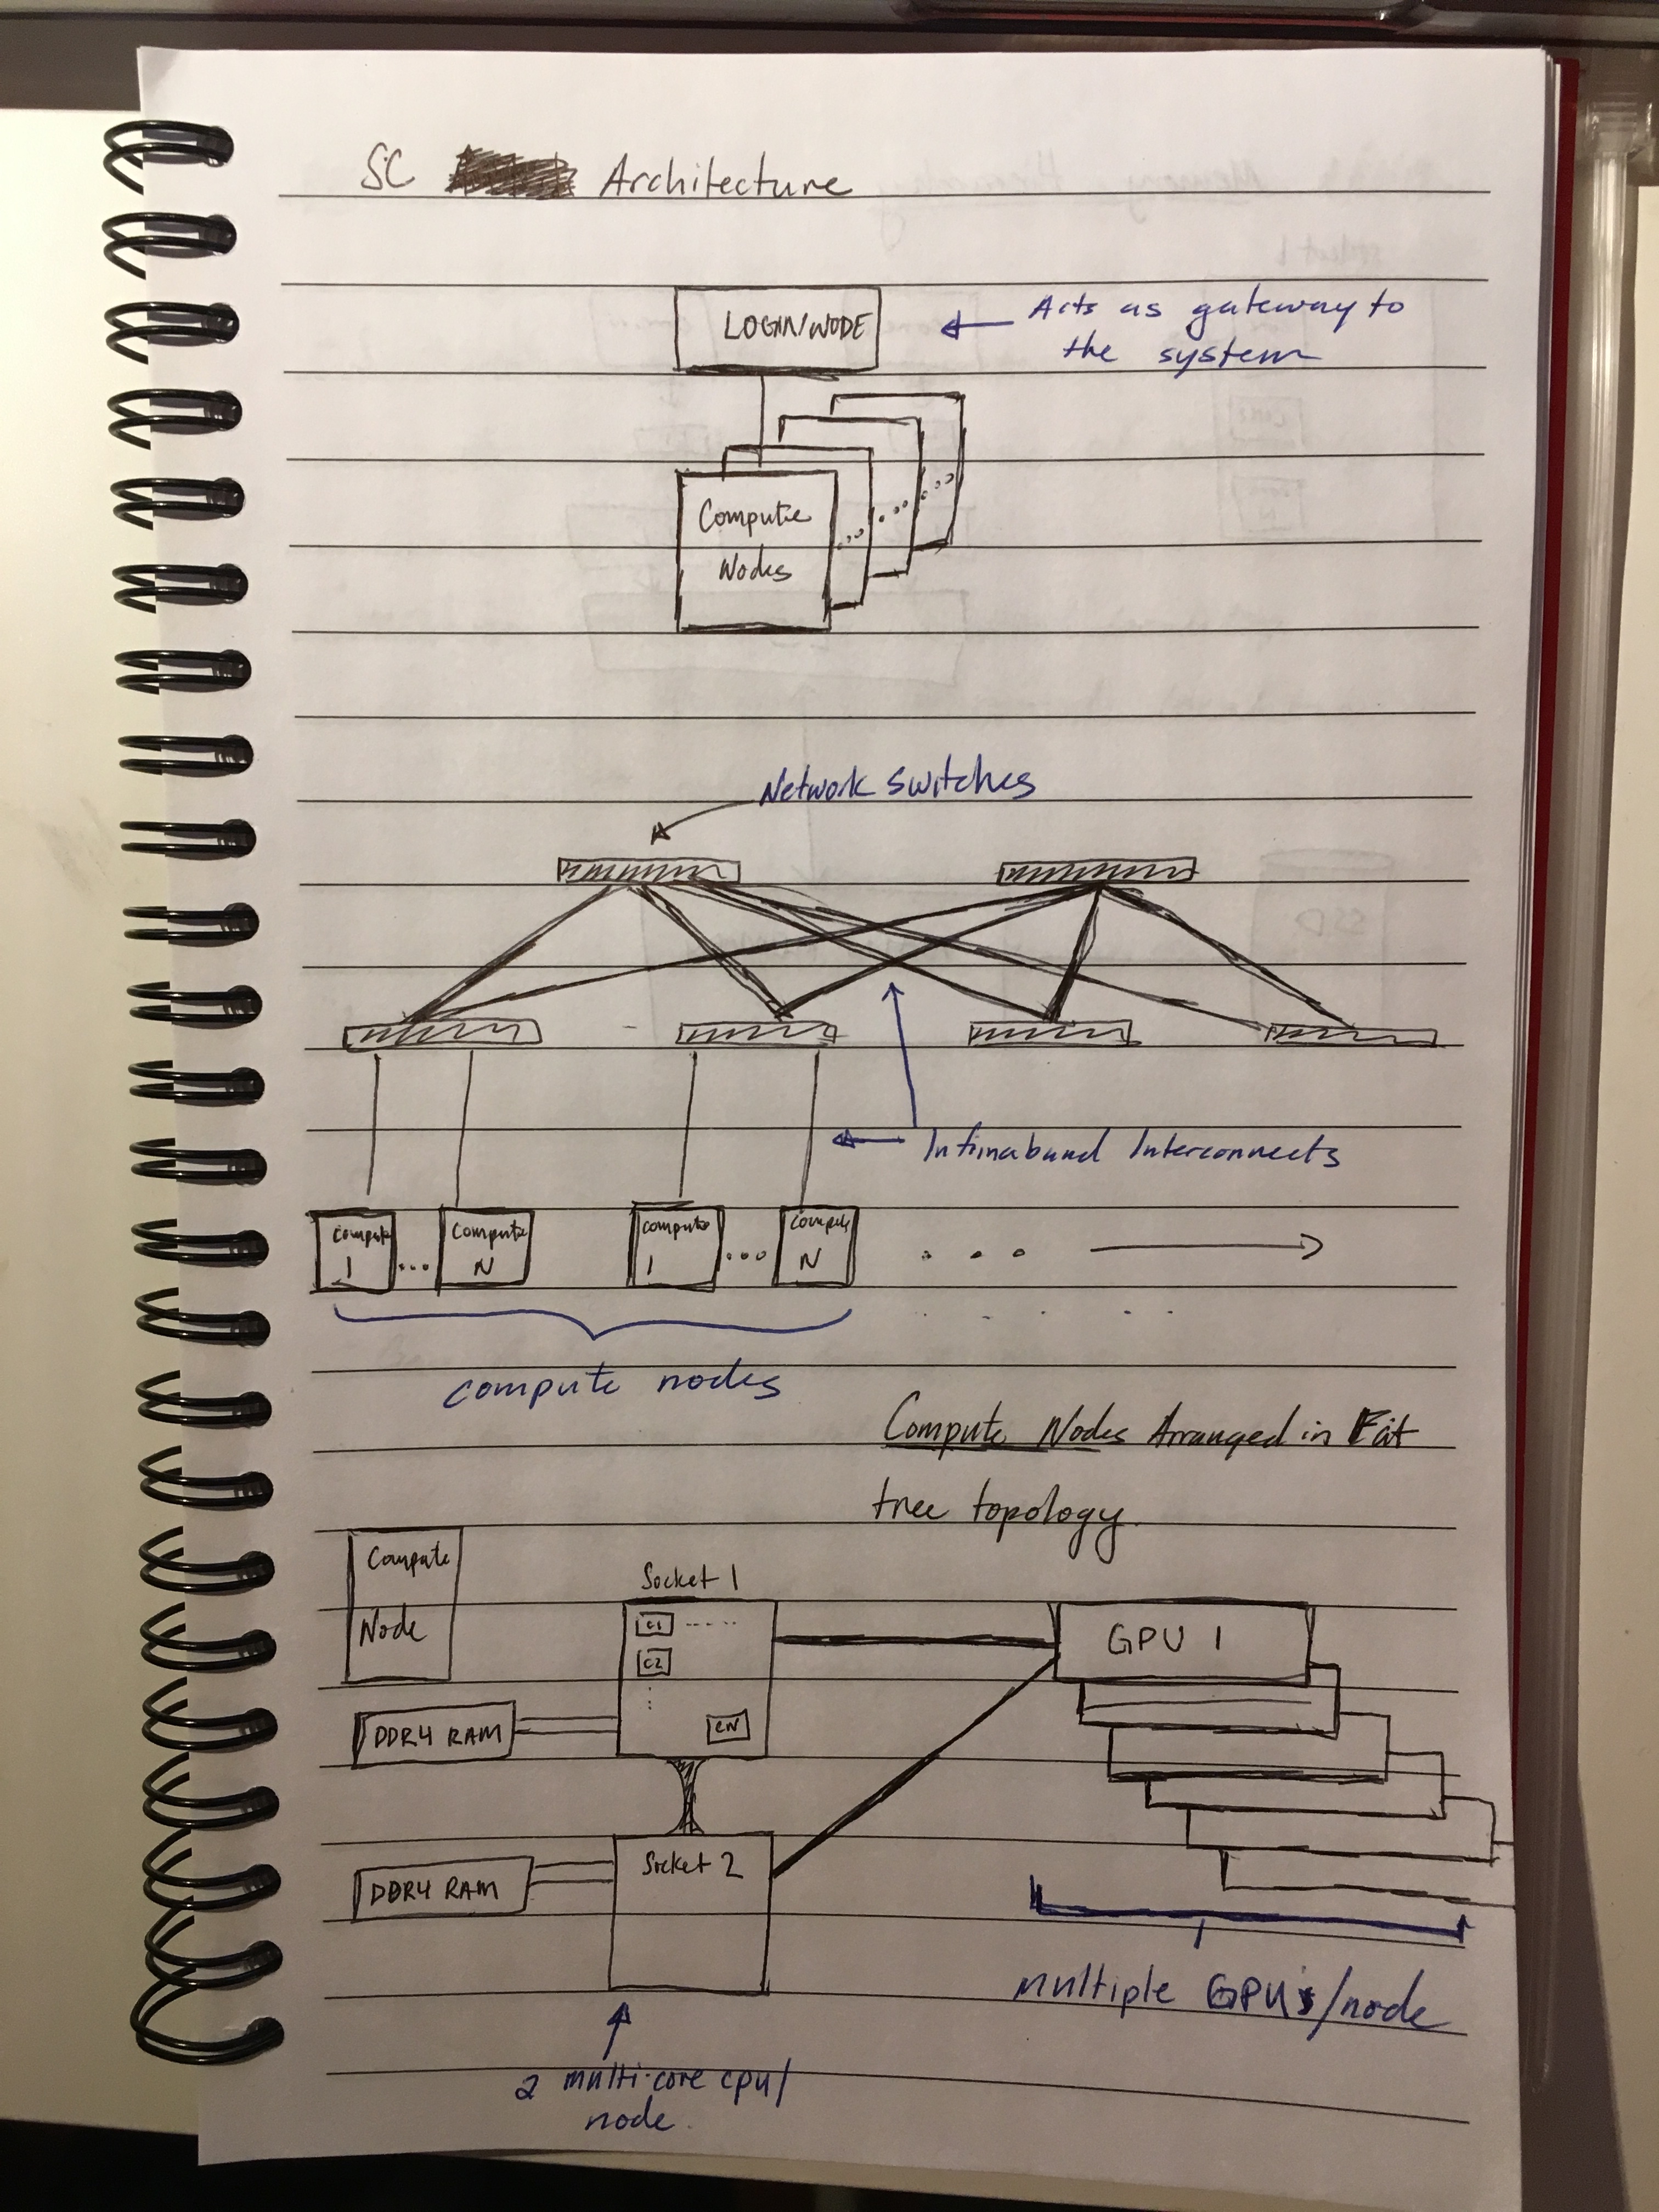 SC Architecture
LOGIN/NODE
Acts as gateway to
the system
Compute
Nodes
Network Switches
Infinaband Interconnects
Compute
1
...
Compute
N
Compute
1
...
Compute
N
...
compute nodes
Compute Nodes Arranged in Fat
tree topology.
Compute
Node
Socket 1
C1
C2
CN
GPU 1
DDR4 RAM
Socket 2
DDR4 RAM
multiple GPUs/node
2 multi-core cpu/
node.